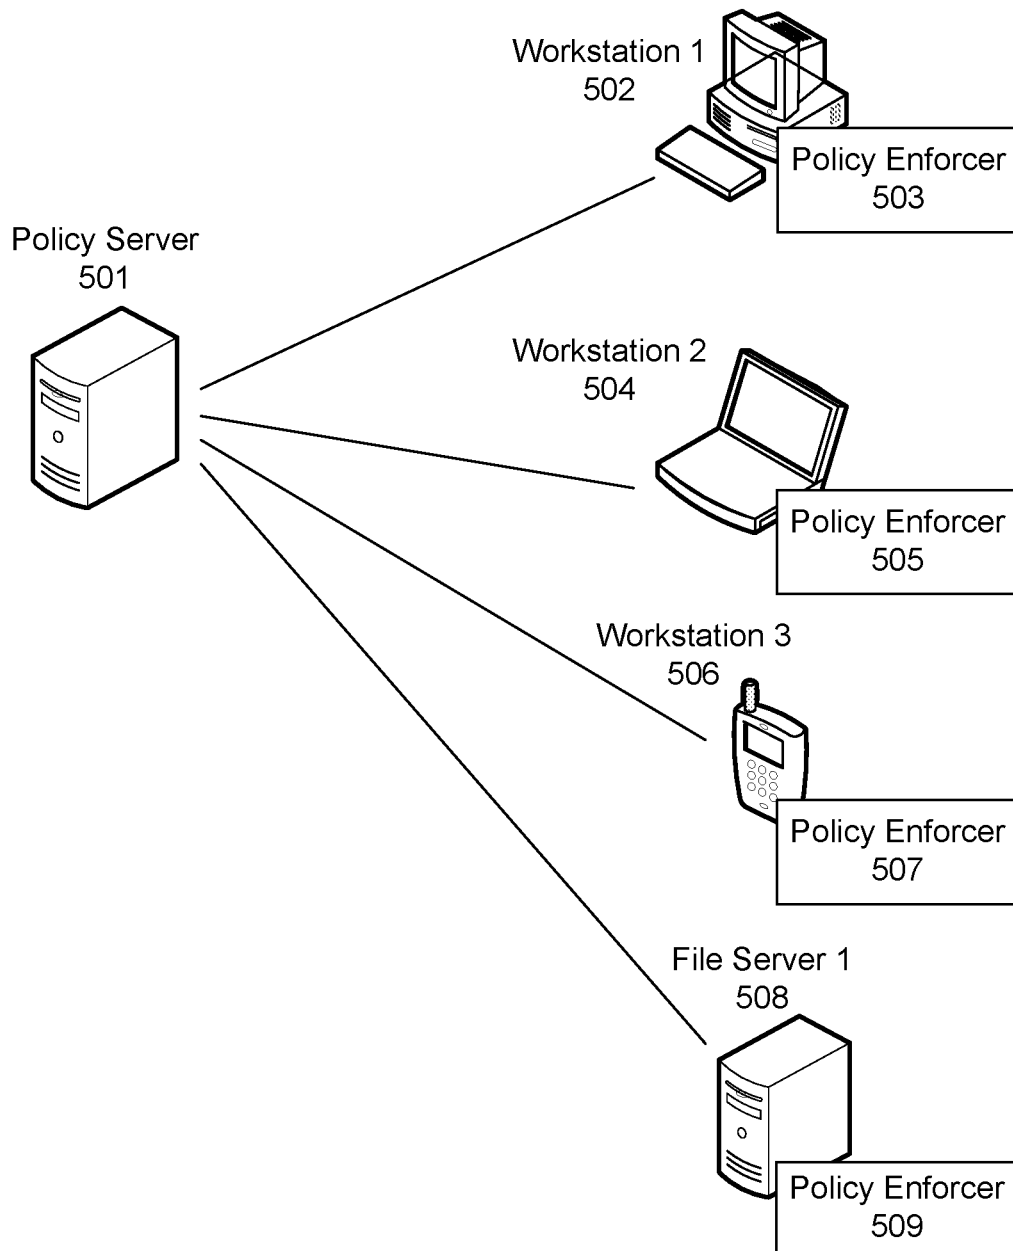 Workstation 1
502
Policy Enforcer
503
Policy Server
501
Workstation 2
504
Policy Enforcer
505
Workstation 3
506
Policy Enforcer
507
File Server 1
508
Policy Enforcer
509